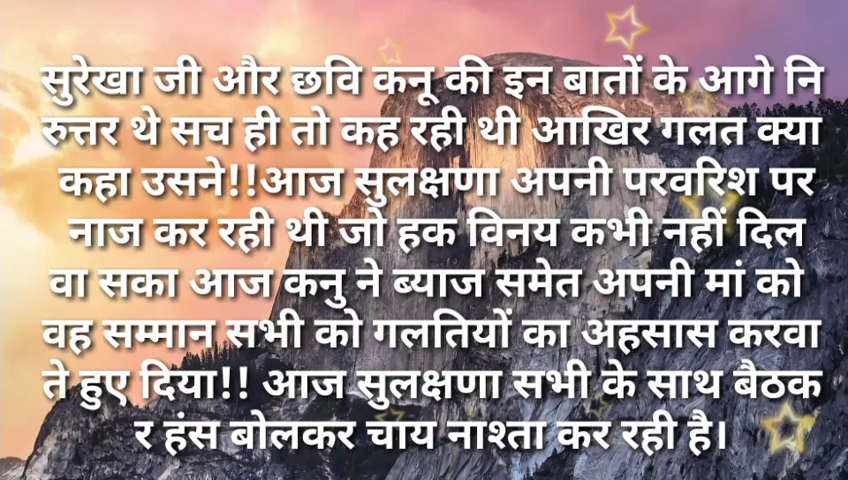 सुरेखा जी और छवि कनू की इन बातों के आगे नि
रुत्तर थे सच ही तो कह रही थी आखिर गलत क्या
कहा उसने!!आज सुलक्षणा अपनी परवरिश पर
नाज कर रही थी जो हक विनय कभी नहीं दिल
वा सका आज कनु ने ब्याज समेत अपनी मां को
वह सम्मान सभी को गलतियों का अहसास करवा
ते हुए दिया!! आज सुलक्षणा सभी के साथ बैठक
र हंस बोलकर चाय नाश्ता कर रही है।